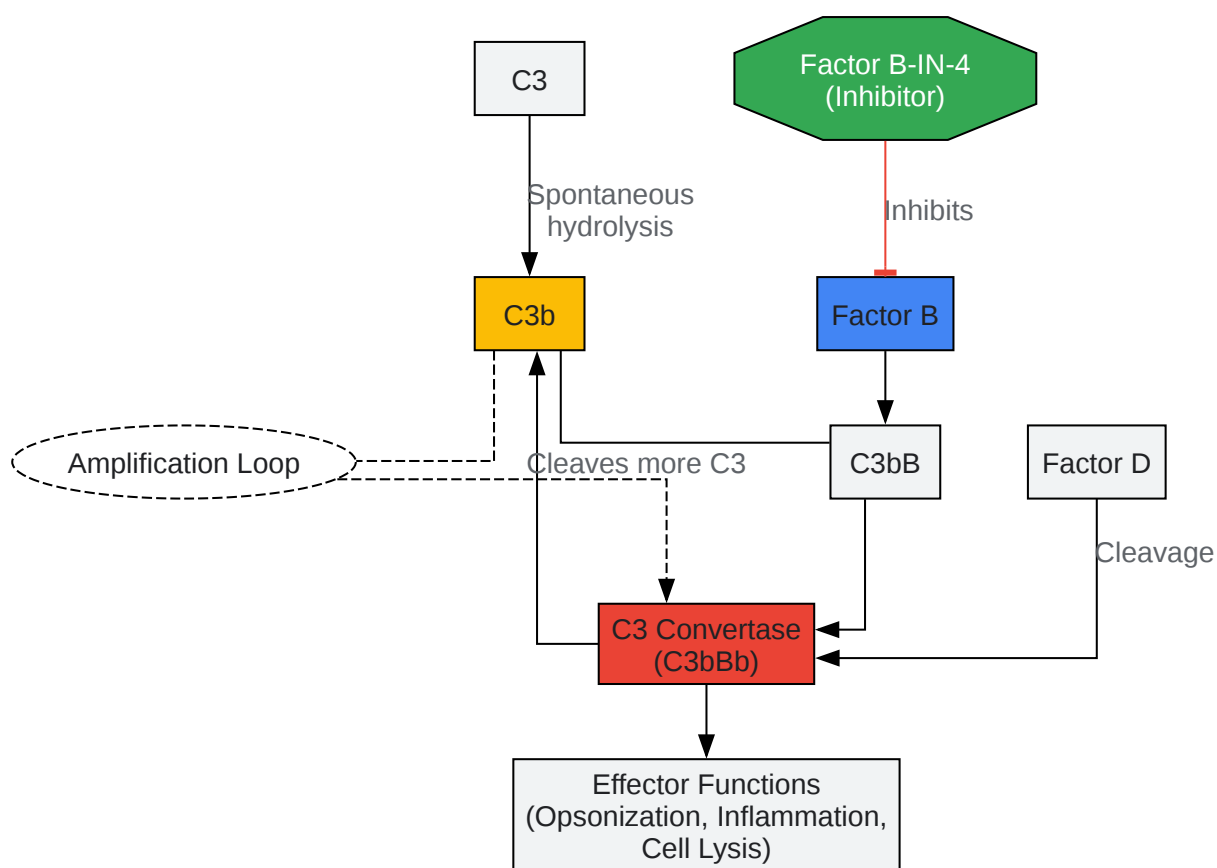 C3
Factor B-IN-4
(Inhibitor)
Spontaneous
hydrolysis
Inhibits
C3b
Factor B
Amplification Loop
Cleaves more C3
C3bB
Factor D
Cleavage
C3 Convertase
(C3bBb)
Effector Functions
(Opsonization, Inflammation,
Cell Lysis)